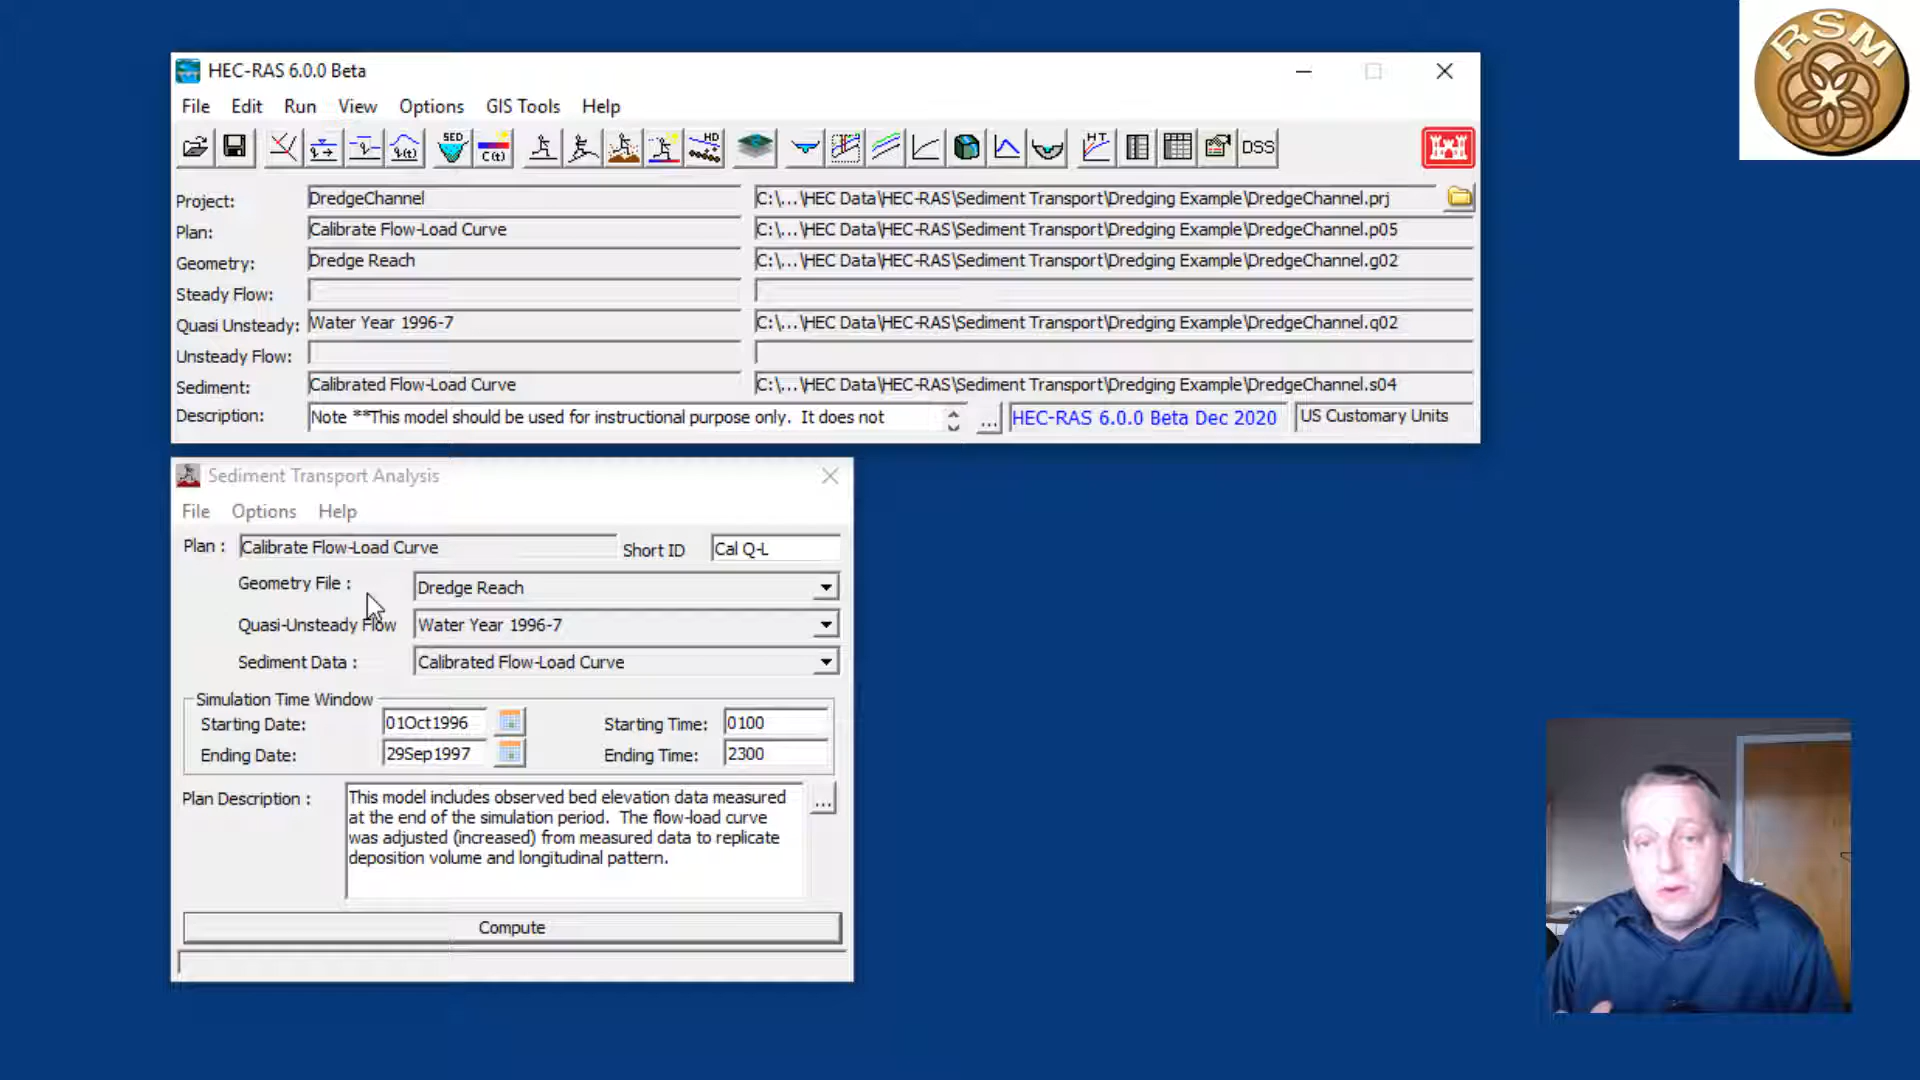 RSM
HEC-RAS 6.0.0 Beta
File Edit Run View Options GIS Tools Help
SED
C(t)
HD
HT
DSS
Project: DredgeChannel C:\...\HEC Data\HEC-RAS\Sediment Transport\Dredging Example\DredgeChannel.prj
Plan: Calibrate Flow-Load Curve C:\...\HEC Data\HEC-RAS\Sediment Transport\Dredging Example\DredgeChannel.p05
Geometry: Dredge Reach C:\...\HEC Data\HEC-RAS\Sediment Transport\Dredging Example\DredgeChannel.g02
Steady Flow:
Quasi Unsteady: Water Year 1996-7 C:\...\HEC Data\HEC-RAS\Sediment Transport\Dredging Example\DredgeChannel.q02
Unsteady Flow:
Sediment: Calibrated Flow-Load Curve C:\...\HEC Data\HEC-RAS\Sediment Transport\Dredging Example\DredgeChannel.s04
Description: Note **This model should be used for instructional purpose only. It does not ... HEC-RAS 6.0.0 Beta Dec 2020 US Customary Units
Sediment Transport Analysis
File Options Help
Plan : Calibrate Flow-Load Curve Short ID Cal Q-L
Geometry File : Dredge Reach
Quasi-Unsteady Flow Water Year 1996-7
Sediment Data : Calibrated Flow-Load Curve
Simulation Time Window
Starting Date: 01Oct1996 Starting Time: 0100
Ending Date: 29Sep1997 Ending Time: 2300
Plan Description : This model includes observed bed elevation data measured ...
at the end of the simulation period. The flow-load curve
was adjusted (increased) from measured data to replicate
deposition volume and longitudinal pattern.
Compute